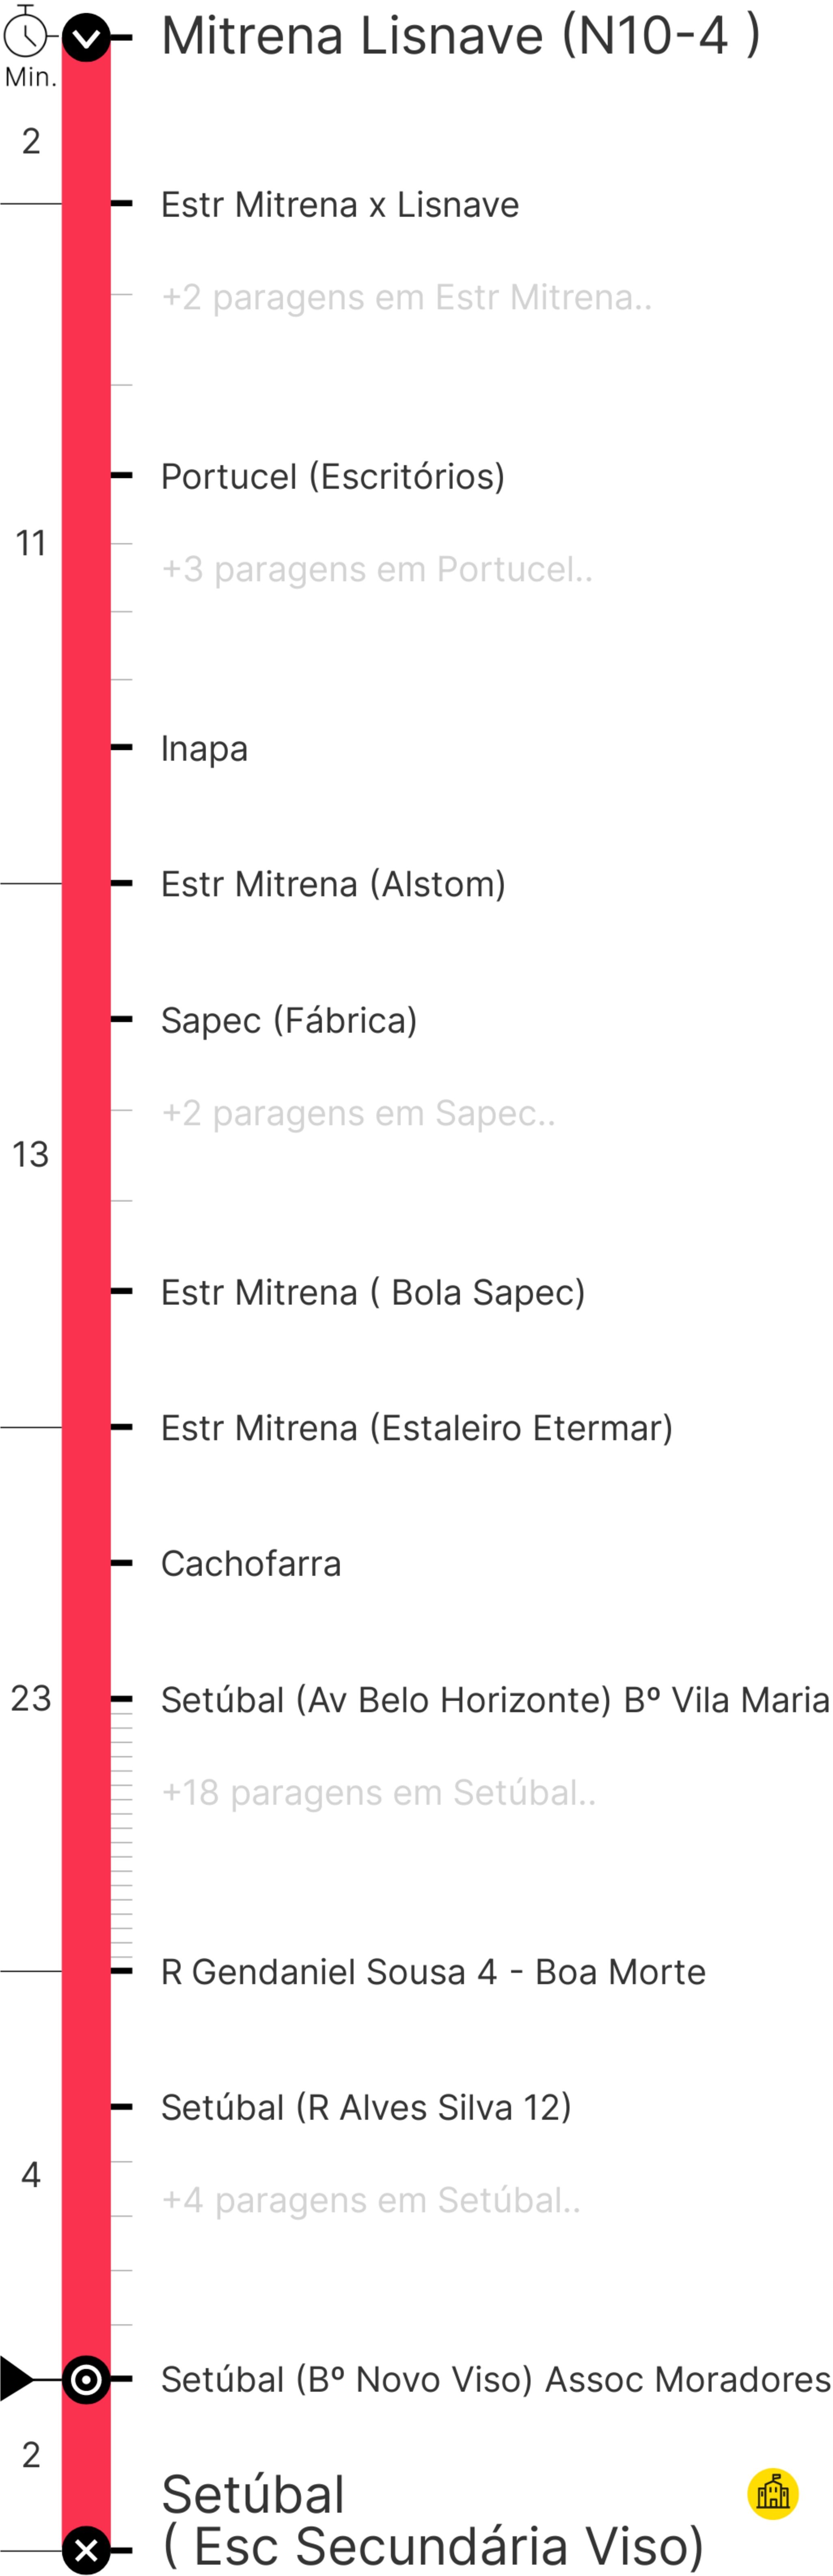 Mitrena Lisnave (N10-4 )
Min.
2
Estr Mitrena x Lisnave
+2 paragens em Estr Mitrena..
Portucel (Escritórios)
11
+3 paragens em Portucel..
Inapa
Estr Mitrena (Alstom)
Sapec (Fábrica)
+2 paragens em Sapec..
13
Estr Mitrena ( Bola Sapec)
Estr Mitrena (Estaleiro Etermar)
Cachofarra
23
Setúbal (Av Belo Horizonte) Bº Vila Maria
+18 paragens em Setúbal..
R Gendaniel Sousa 4 - Boa Morte
Setúbal (R Alves Silva 12)
4
+4 paragens em Setúbal..
Setúbal (Bº Novo Viso) Assoc Moradores
2
Setúbal
( Esc Secundária Viso)